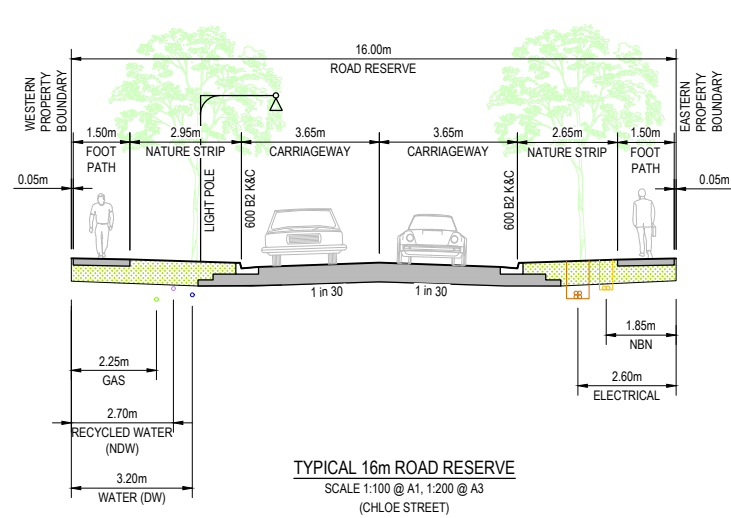 16.00m
ROAD RESERVE
WESTERN
PROPERTY
BOUNDARY
EASTERN
PROPERTY
BOUNDARY
1.50m
FOOT
PATH
2.95m
NATURE STRIP
3.65m
CARRIAGEWAY
3.65m
CARRIAGEWAY
2.65m
NATURE STRIP
1.50m
FOOT
PATH
0.05m
0.05m
LIGHT POLE
600 B2 K&C
600 B2 K&C
1 in 30
1 in 30
1.85m
NBN
2.25m
GAS
2.60m
ELECTRICAL
2.70m
RECYCLED WATER
(NDW)
3.20m
WATER (DW)
TYPICAL 16m ROAD RESERVE
SCALE 1:100 @ A1, 1:200 @ A3
(CHLOE STREET)